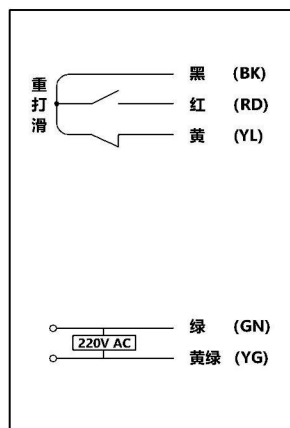 重打滑
黑 (BK)
红 (RD)
黄 (YL)
绿 (GN)
220V AC
黄绿 (YG)